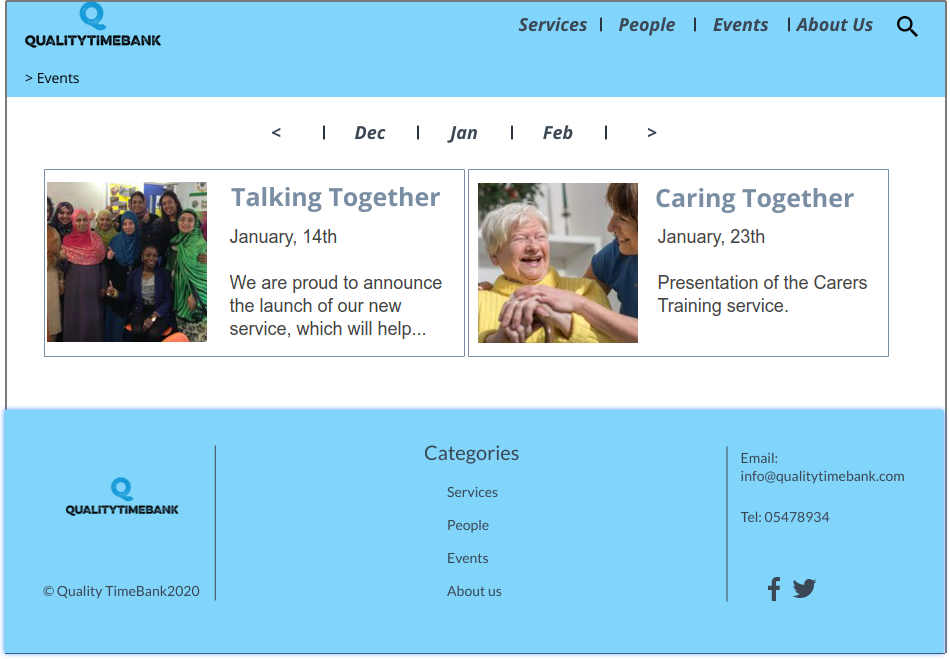 QUALITYTIMEBANK
Services | People | Events | About Us
> Events
< | Dec | Jan | Feb | >
Talking Together
January, 14th
We are proud to announce
the launch of our new
service, which will help...
Caring Together
January, 23th
Presentation of the Carers
Training service.
QUALITYTIMEBANK
© Quality TimeBank2020
Categories
Services
People
Events
About us
Email:
info@qualitytimebank.com
Tel: 05478934